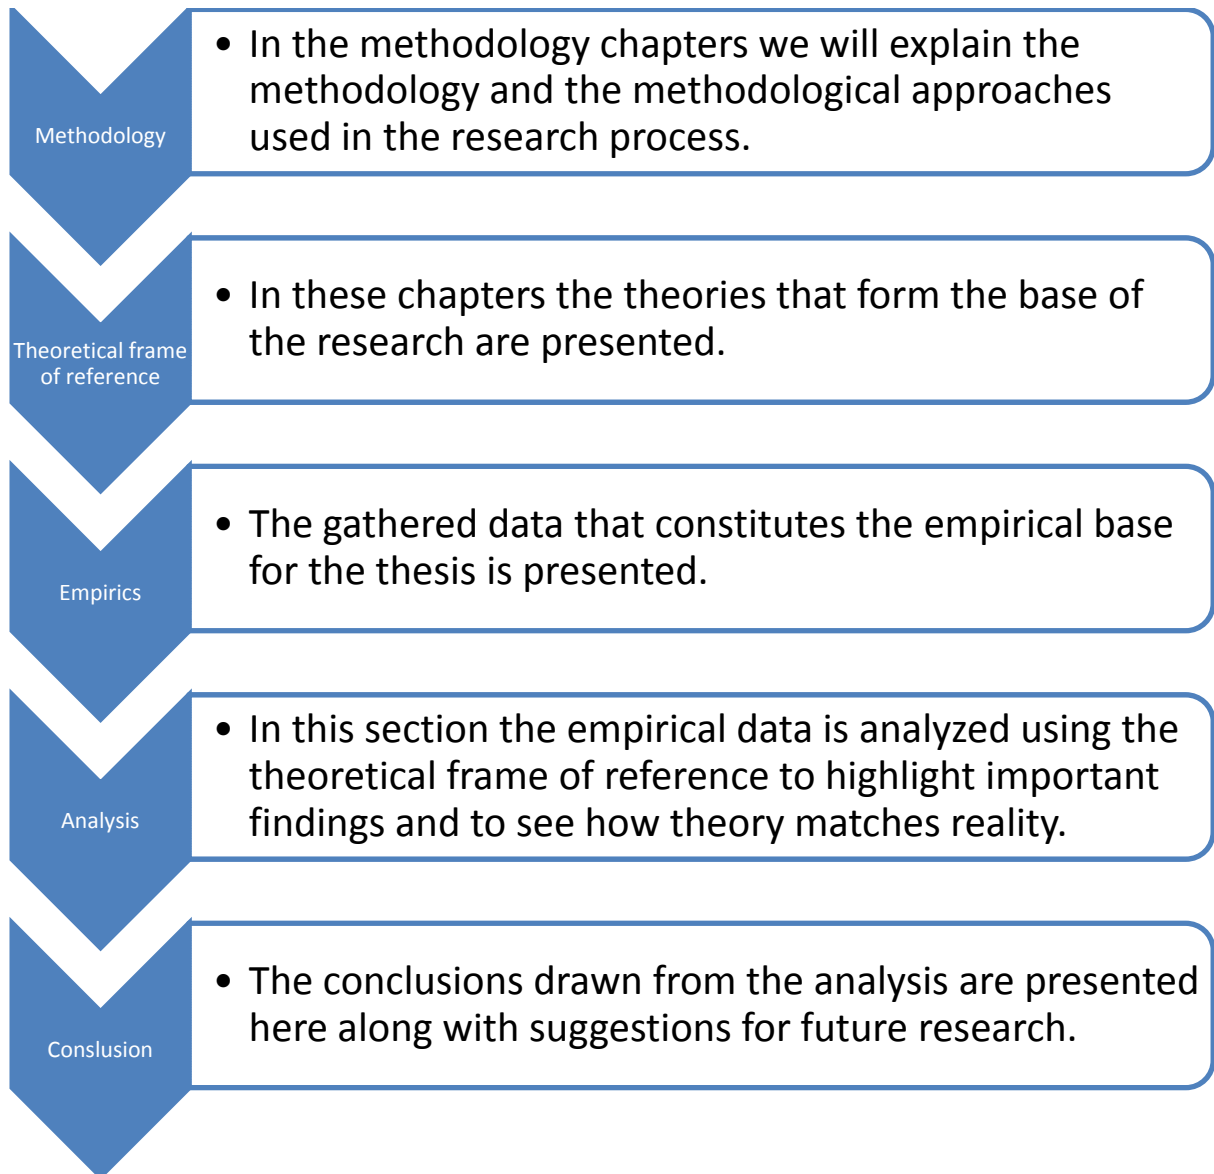 Methodology
• In the methodology chapters we will explain the
methodology and the methodological approaches
used in the research process.
Theoretical frame
of reference
• In these chapters the theories that form the base of
the research are presented.
Empirics
• The gathered data that constitutes the empirical base
for the thesis is presented.
Analysis
• In this section the empirical data is analyzed using the
theoretical frame of reference to highlight important
findings and to see how theory matches reality.
Conslusion
• The conclusions drawn from the analysis are presented
here along with suggestions for future research.